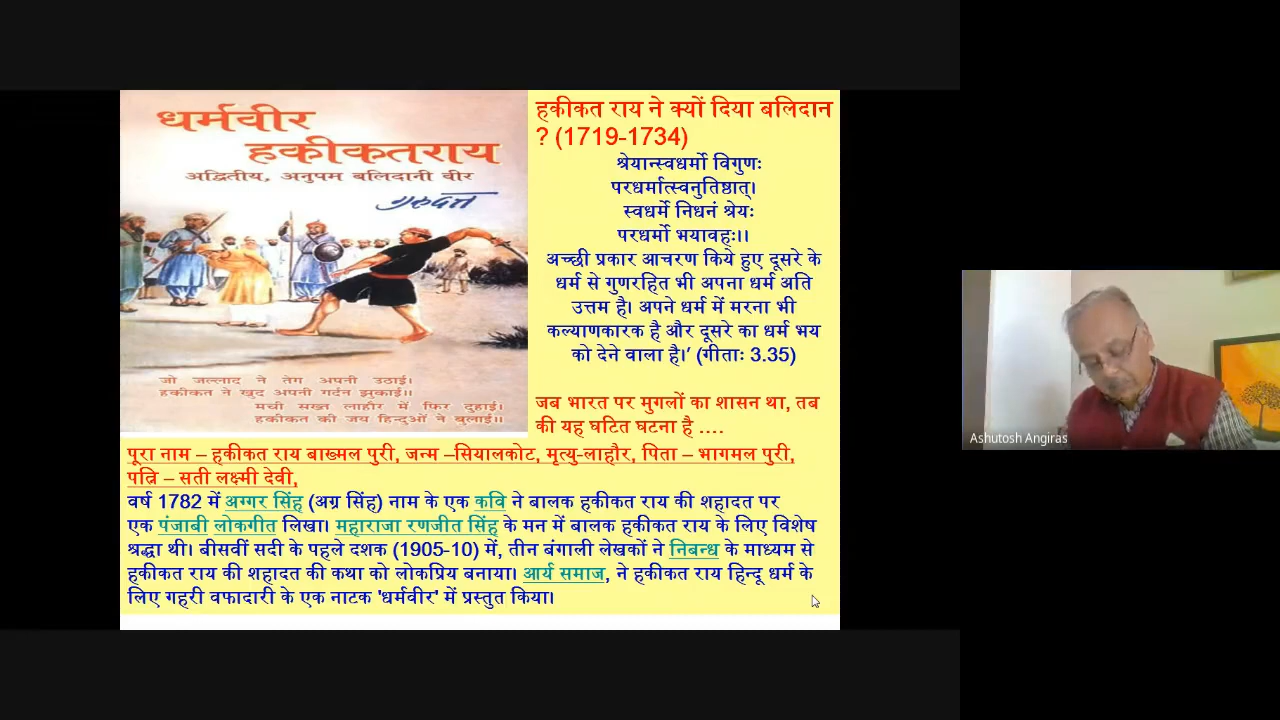 धर्मवीर
हकीकतराय
अद्वितीय, अनुपम बलिदानी वीर
गुरुदत्त
जो जल्लाद ने तेग अपनी उठाई।
हकीकत ने खुद अपनी गर्दन झुकाई॥
मची सख्त लाहौर में फिर दुहाई।
हकीकत की जय हिन्दुओं ने बुलाई॥
हकीकत राय ने क्यों दिया बलिदान
? (1719-1734)
श्रेयान्स्वधर्मो विगुणः
परधर्मात्स्वनुतिष्ठात्।
स्वधर्मे निधनं श्रेयः
परधर्मो भयावहः।।
अच्छी प्रकार आचरण किये हुए दूसरे के
धर्म से गुणरहित भी अपना धर्म अति
उत्तम है। अपने धर्म में मरना भी
कल्याणकारक है और दूसरे का धर्म भय
को देने वाला है।’ (गीताः 3.35)
जब भारत पर मुगलों का शासन था, तब
की यह घटित घटना है ....
पूरा नाम – हकीकत राय बाख्मल पुरी, जन्म –सियालकोट, मृत्यु-लाहौर, पिता – भागमल पुरी,
पत्नि – सती लक्ष्मी देवी,
वर्ष 1782 में अग्गर सिंह (अग्र सिंह) नाम के एक कवि ने बालक हकीकत राय की शहादत पर
एक पंजाबी लोकगीत लिखा। महाराजा रणजीत सिंह के मन में बालक हकीकत राय के लिए विशेष
श्रद्धा थी। बीसवीं सदी के पहले दशक (1905-10) में, तीन बंगाली लेखकों ने निबन्ध के माध्यम से
हकीकत राय की शहादत की कथा को लोकप्रिय बनाया। आर्य समाज, ने हकीकत राय हिन्दू धर्म के
लिए गहरी वफादारी के एक नाटक 'धर्मवीर' में प्रस्तुत किया।
Ashutosh Angiras